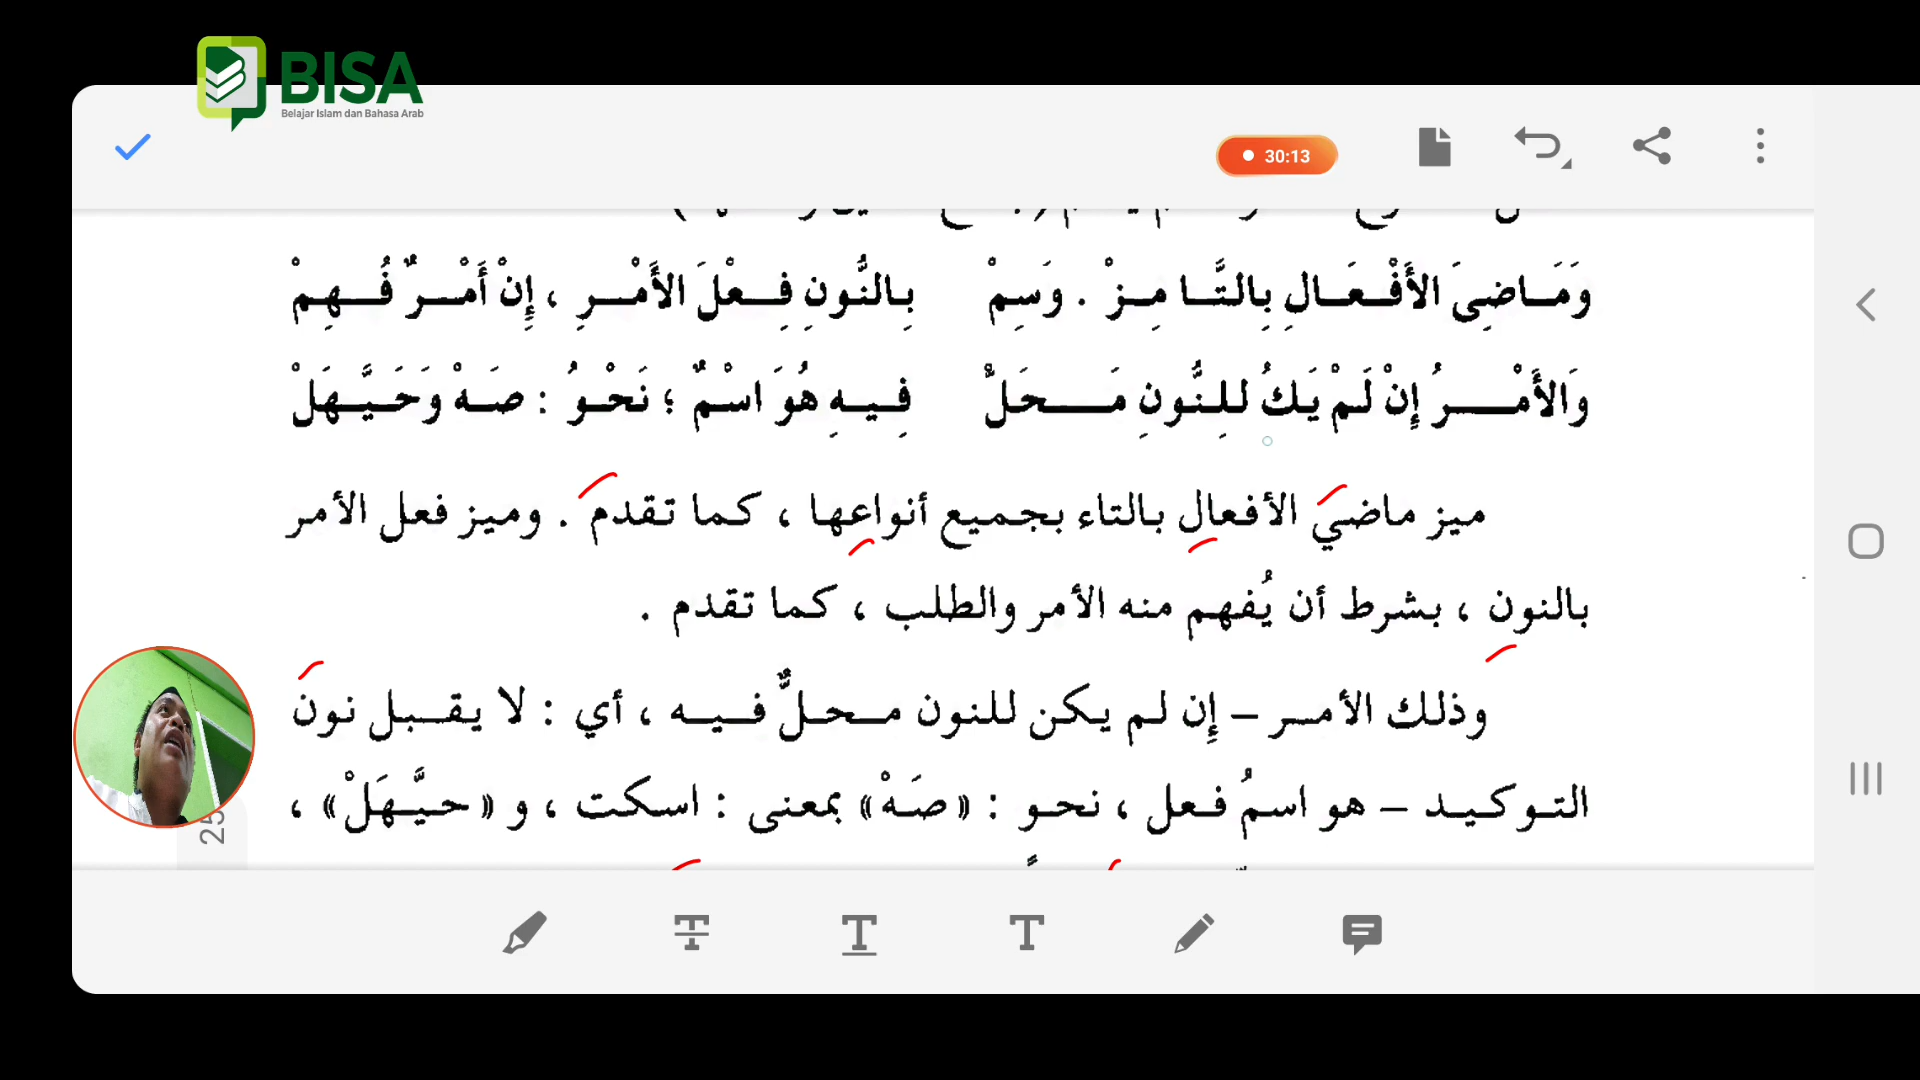 BISA
Belajar Islam dan Bahasa Arab
30:13
وَمَاضِىَ الأَفْعَالِ بِالتَّا مِزْ . وَسِمْ بِالنُّونِ فِعْلَ الأَمْرِ ، إِنْ أَمْرٌ فُهِمْ
وَالأَمْرُ إِنْ لَمْ يَكُ لِلنُّونِ مَحَلٌّ فِيهِ هُوَ اسْمٌ ؛ نَحْوُ : صَهْ وَحَيَّهَلْ
ميز ماضي الأفعال بالتاء بجميع أنواعها ، كما تقدم . وميز فعل الأمر
بالنون ، بشرط أن يُفهم منه الأمر والطلب ، كما تقدم .
وذلك الأمر – إن لم يكن للنون محلٌّ فيه ، أي : لا يقبل نون
التوكيد – هو اسمُ فعل ، نحو : «صَهْ» بمعنى : اسكت ، و «حيَّهَلْ» ،
25